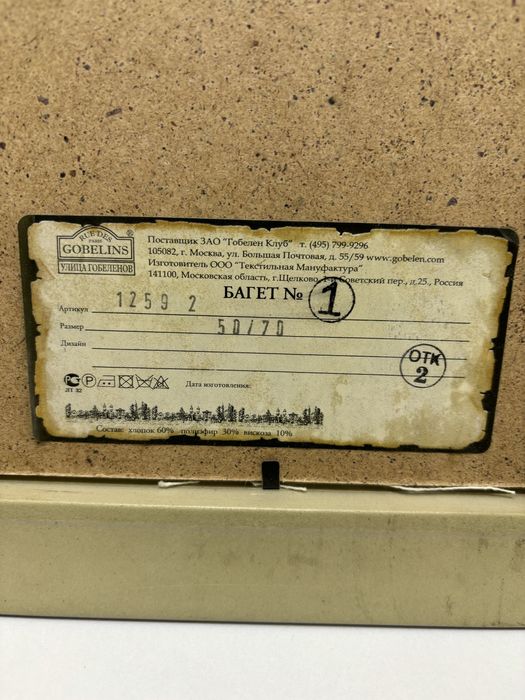 RUE DES
PARIS
GOBELINS ®
УЛИЦА ГОБЕЛЕНОВ
Поставщик ЗАО "Гобелен Клуб" т. (495) 799-9296
105082, г. Москва, ул. Большая Почтовая, д. 55/59 www.gobelen.com
Изготовитель ООО "Текстильная Мануфактура"
141100, Московская область, г.Щелково, 1-й Советский пер., д.25., Россия
БАГЕТ № 1
Артикул 1259 2
Размер 50/70
Дизайн
ОТК
2
Дата изготовления:
Состав: хлопок 60% полиэфир 30% вискоза 10%